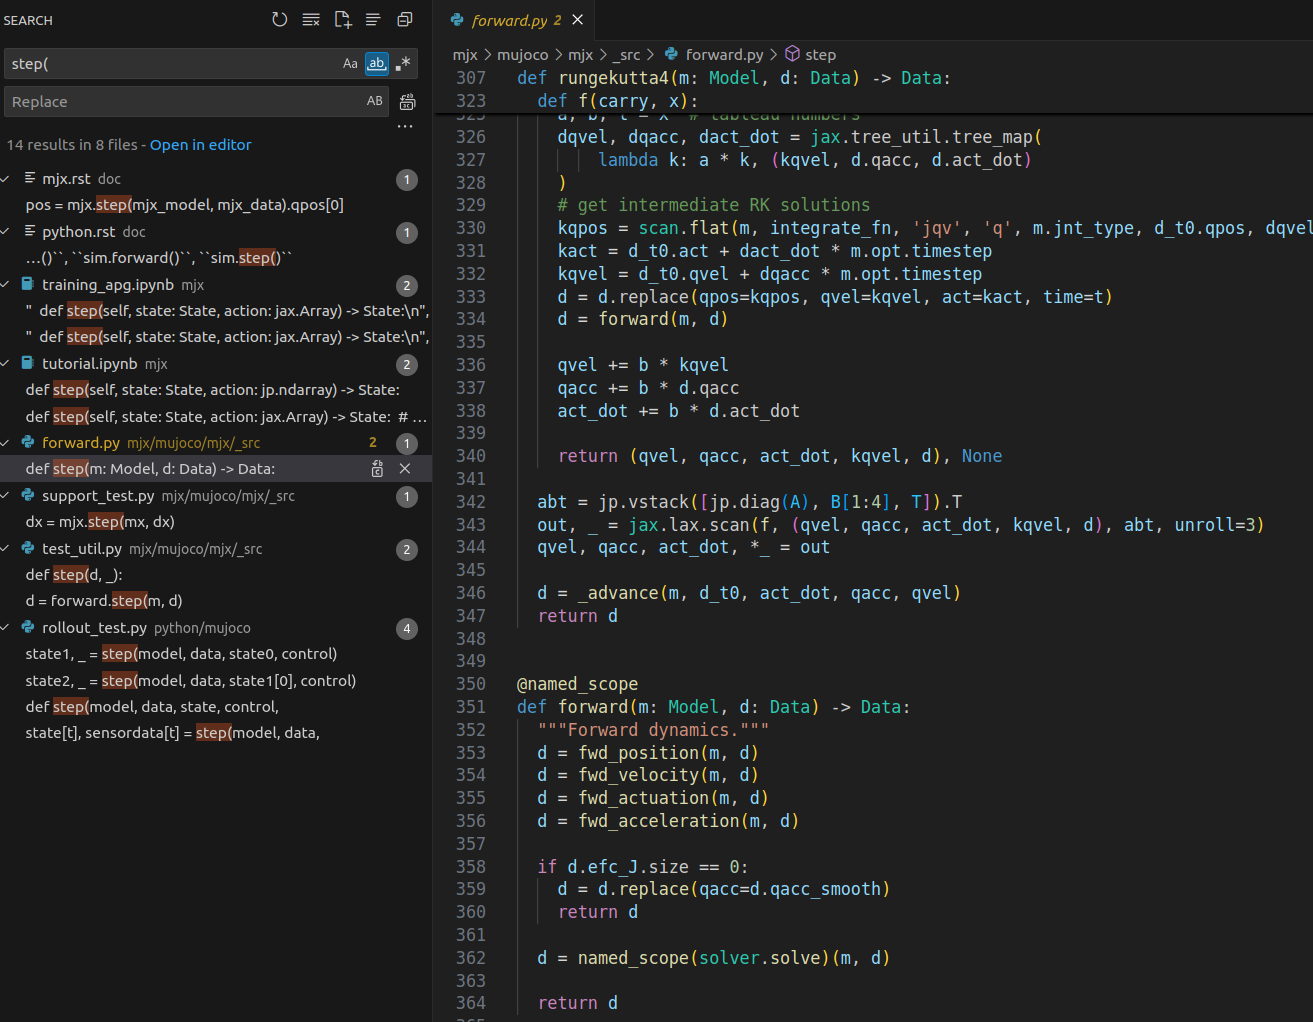 SEARCH
step(
Aa
ab
.*
Replace
AB
14 results in 8 files - Open in editor
mjx.rst doc
1
pos = mjx.step(mjx_model, mjx_data).qpos[0]
python.rst doc
1
…()``, ``sim.forward()``, ``sim.step()``
training_apg.ipynb mjx
2
" def step(self, state: State, action: jax.Array) -> State:\n",
" def step(self, state: State, action: jax.Array) -> State:\n",
tutorial.ipynb mjx
2
def step(self, state: State, action: jp.ndarray) -> State:
def step(self, state: State, action: jax.Array) -> State: # …
forward.py mjx/mujoco/mjx/_src
2
1
def step(m: Model, d: Data) -> Data:
support_test.py mjx/mujoco/mjx/_src
1
dx = mjx.step(mx, dx)
test_util.py mjx/mujoco/mjx/_src
2
def step(d, _):
d = forward.step(m, d)
rollout_test.py python/mujoco
4
state1, _ = step(model, data, state0, control)
state2, _ = step(model, data, state1[0], control)
def step(model, data, state, control,
state[t], sensordata[t] = step(model, data,
forward.py 2
mjx > mujoco > mjx > _src > forward.py > step
307 def rungekutta4(m: Model, d: Data) -> Data:
323 def f(carry, x):
325 a, b, t = x # tableau numbers
326 dqvel, dqacc, dact_dot = jax.tree_util.tree_map(
327 lambda k: a * k, (kqvel, d.qacc, d.act_dot)
328 )
329 # get intermediate RK solutions
330 kqpos = scan.flat(m, integrate_fn, 'jqv', 'q', m.jnt_type, d_t0.qpos, dqvel
331 kact = d_t0.act + dact_dot * m.opt.timestep
332 kqvel = d_t0.qvel + dqacc * m.opt.timestep
333 d = d.replace(qpos=kqpos, qvel=kqvel, act=kact, time=t)
334 d = forward(m, d)
335
336 qvel += b * kqvel
337 qacc += b * d.qacc
338 act_dot += b * d.act_dot
339
340 return (qvel, qacc, act_dot, kqvel, d), None
341
342 abt = jp.vstack([jp.diag(A), B[1:4], T]).T
343 out, _ = jax.lax.scan(f, (qvel, qacc, act_dot, kqvel, d), abt, unroll=3)
344 qvel, qacc, act_dot, *_ = out
345
346 d = _advance(m, d_t0, act_dot, qacc, qvel)
347 return d
348
349
350 @named_scope
351 def forward(m: Model, d: Data) -> Data:
352 """Forward dynamics."""
353 d = fwd_position(m, d)
354 d = fwd_velocity(m, d)
355 d = fwd_actuation(m, d)
356 d = fwd_acceleration(m, d)
357
358 if d.efc_J.size == 0:
359 d = d.replace(qacc=d.qacc_smooth)
360 return d
361
362 d = named_scope(solver.solve)(m, d)
363
364 return d